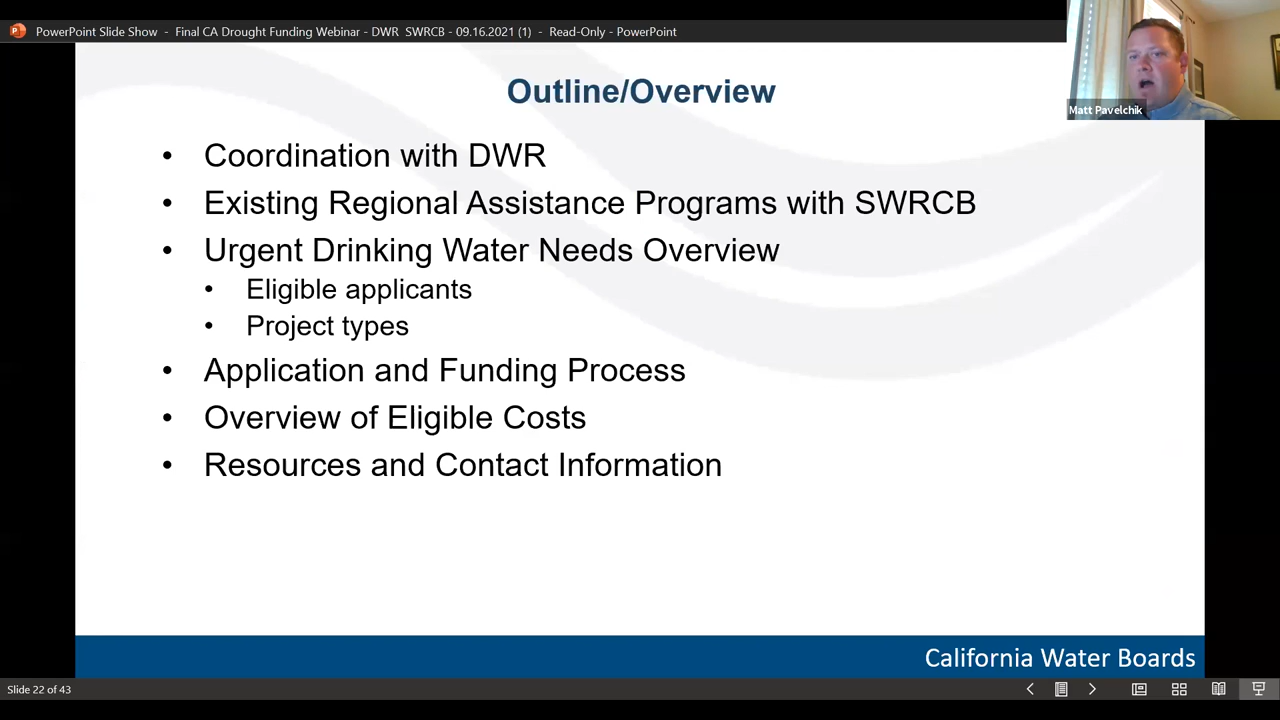 PowerPoint Slide Show - Final CA Drought Funding Webinar - DWR SWRCB - 09.16.2021 (1) - Read-Only - PowerPoint
Matt Pavelchik
Outline/Overview
• Coordination with DWR
• Existing Regional Assistance Programs with SWRCB
• Urgent Drinking Water Needs Overview
• Eligible applicants
• Project types
• Application and Funding Process
• Overview of Eligible Costs
• Resources and Contact Information
California Water Boards
Slide 22 of 43